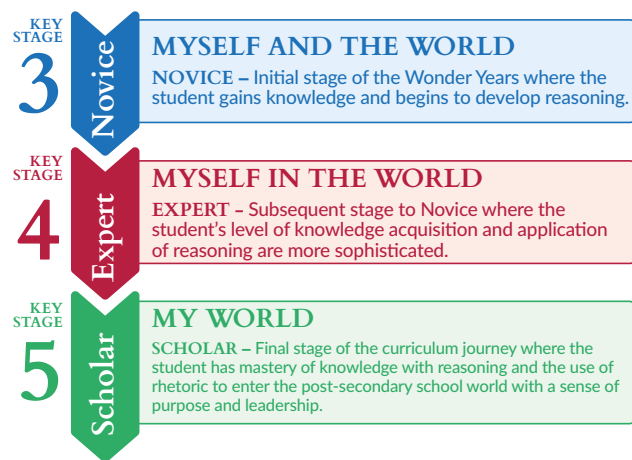 KEY
STAGE
3
Novice
MYSELF AND THE WORLD
NOVICE – Initial stage of the Wonder Years where the
student gains knowledge and begins to develop reasoning.
KEY
STAGE
4
Expert
MYSELF IN THE WORLD
EXPERT – Subsequent stage to Novice where the
student's level of knowledge acquisition and application
of reasoning are more sophisticated.
KEY
STAGE
5
Scholar
MY WORLD
SCHOLAR – Final stage of the curriculum journey where the
student has mastery of knowledge with reasoning and the use of
rhetoric to enter the post-secondary school world with a sense of
purpose and leadership.